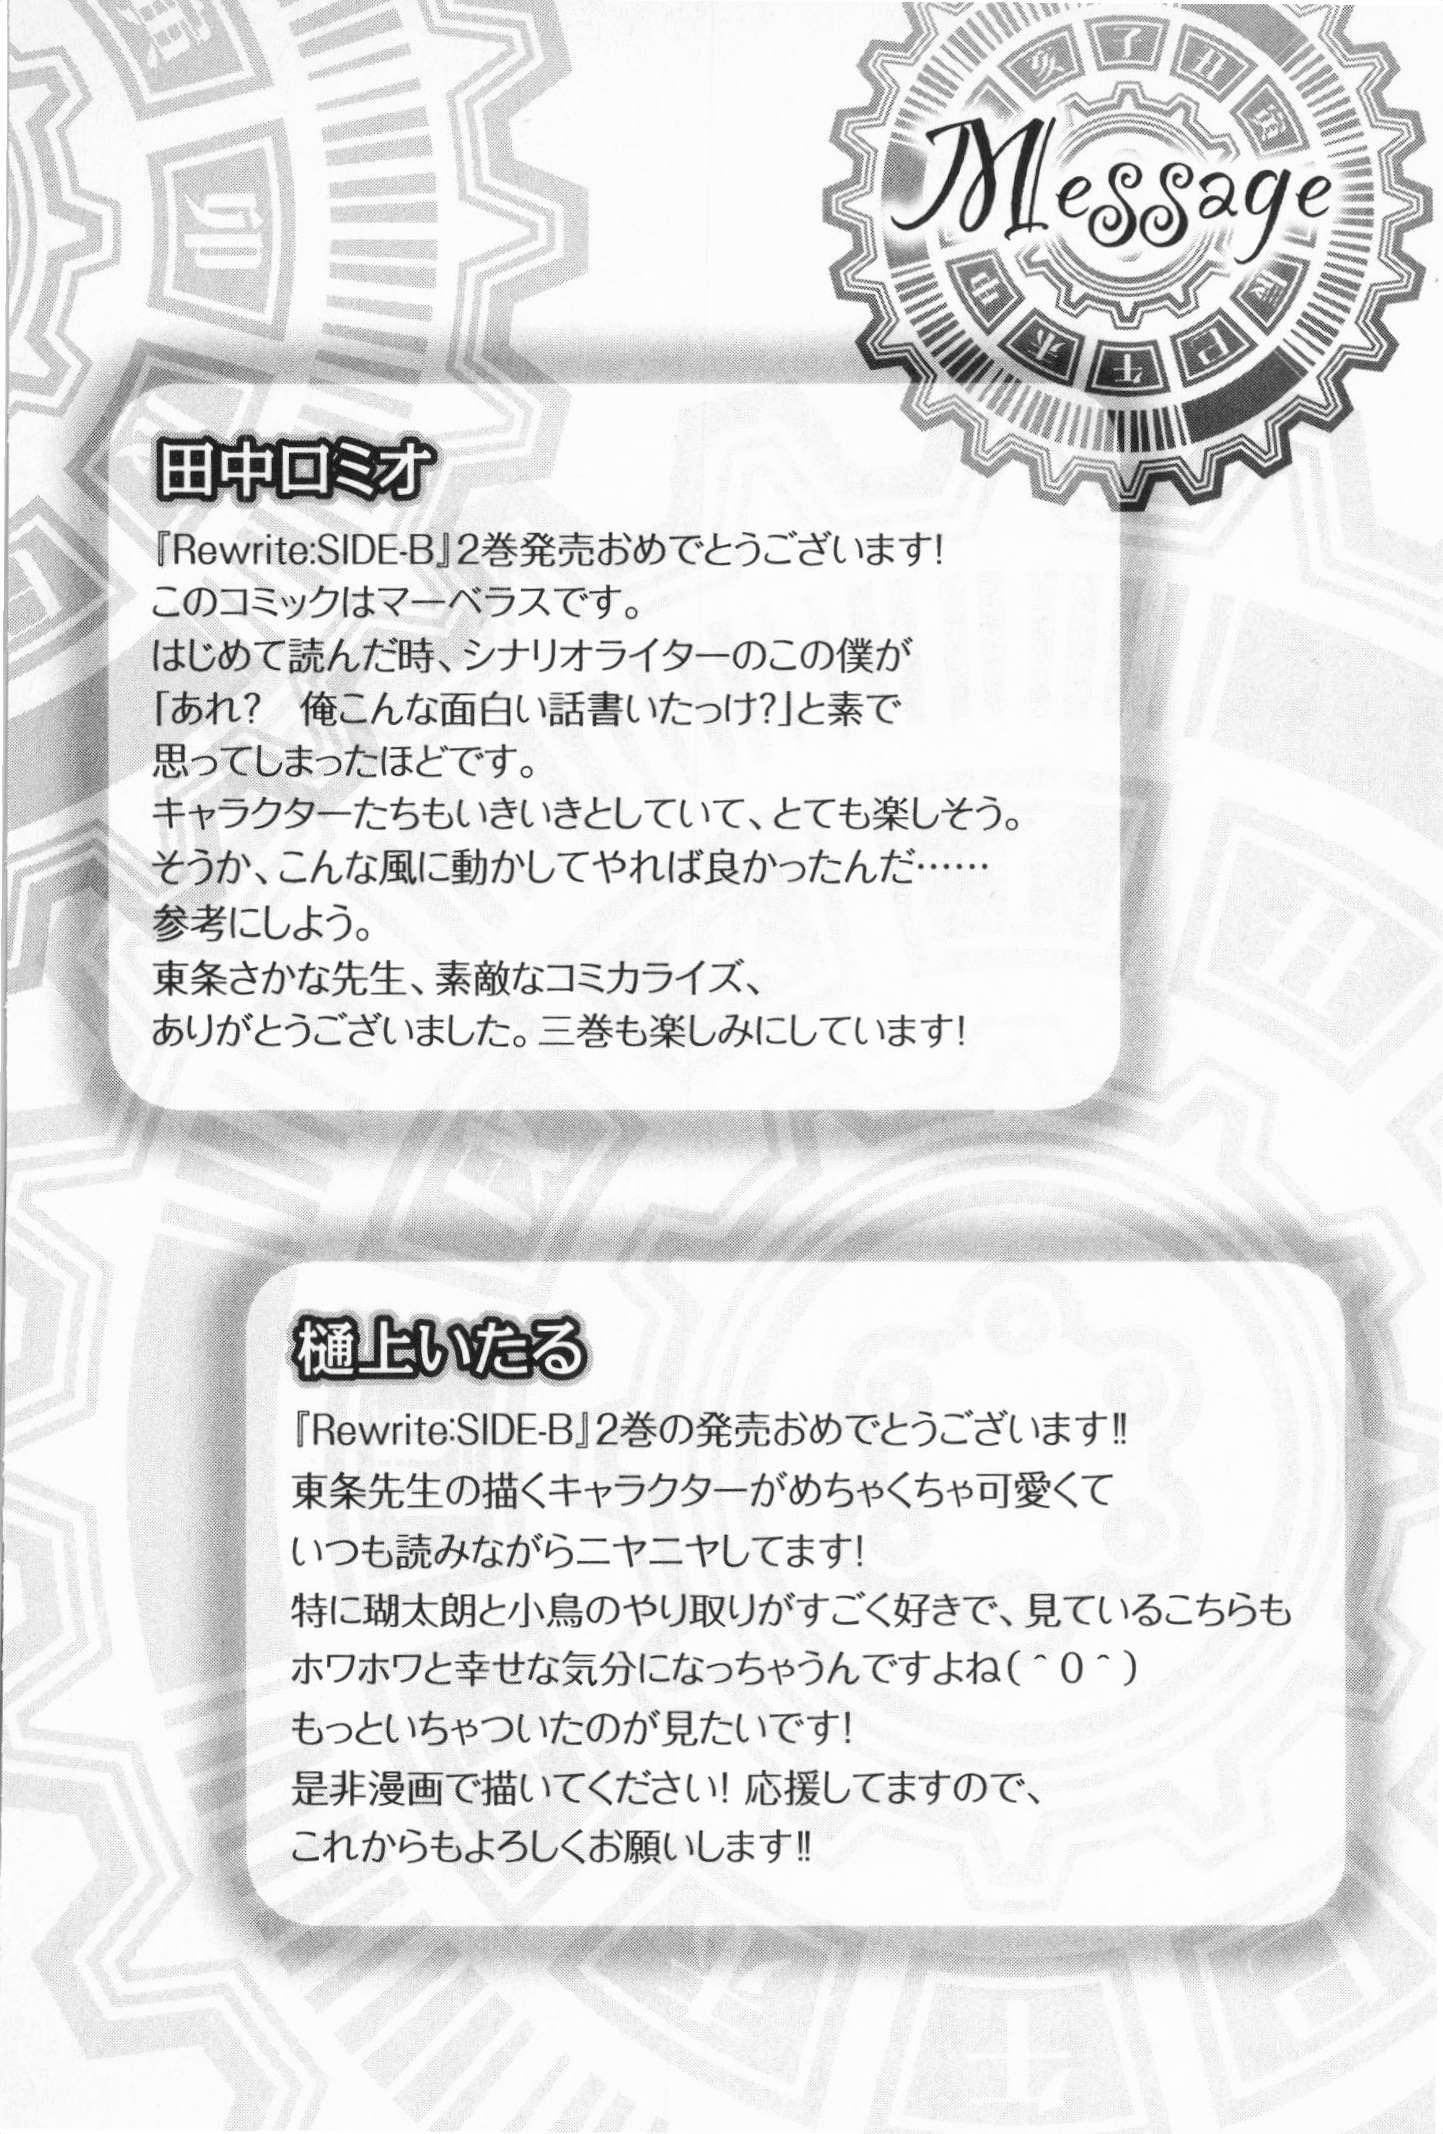 Message
田中ロミオ
『Rewrite:SIDE-B』2巻発売おめでとうございます!
このコミックはマーベラスです。
はじめて読んだ時、シナリオライターのこの僕が
「あれ?　俺こんな面白い話書いたっけ?」と素で
思ってしまったほどです。
キャラクターたちもいきいきとしていて、とても楽しそう。
そうか、こんな風に動かしてやれば良かったんだ……
参考にしよう。
東条さかな先生、素敵なコミカライズ、
ありがとうございました。三巻も楽しみにしています!
樋上いたる
『Rewrite:SIDE-B』2巻の発売おめでとうございます!!
東条先生の描くキャラクターがめちゃくちゃ可愛くて
いつも読みながらニヤニヤしてます!
特に瑚太朗と小鳥のやり取りがすごく好きで、見ているこちらも
ホワホワと幸せな気分になっちゃうんですよね(＾０＾)
もっといちゃついたのが見たいです!
是非漫画で描いてください! 応援してますので、
これからもよろしくお願いします!!